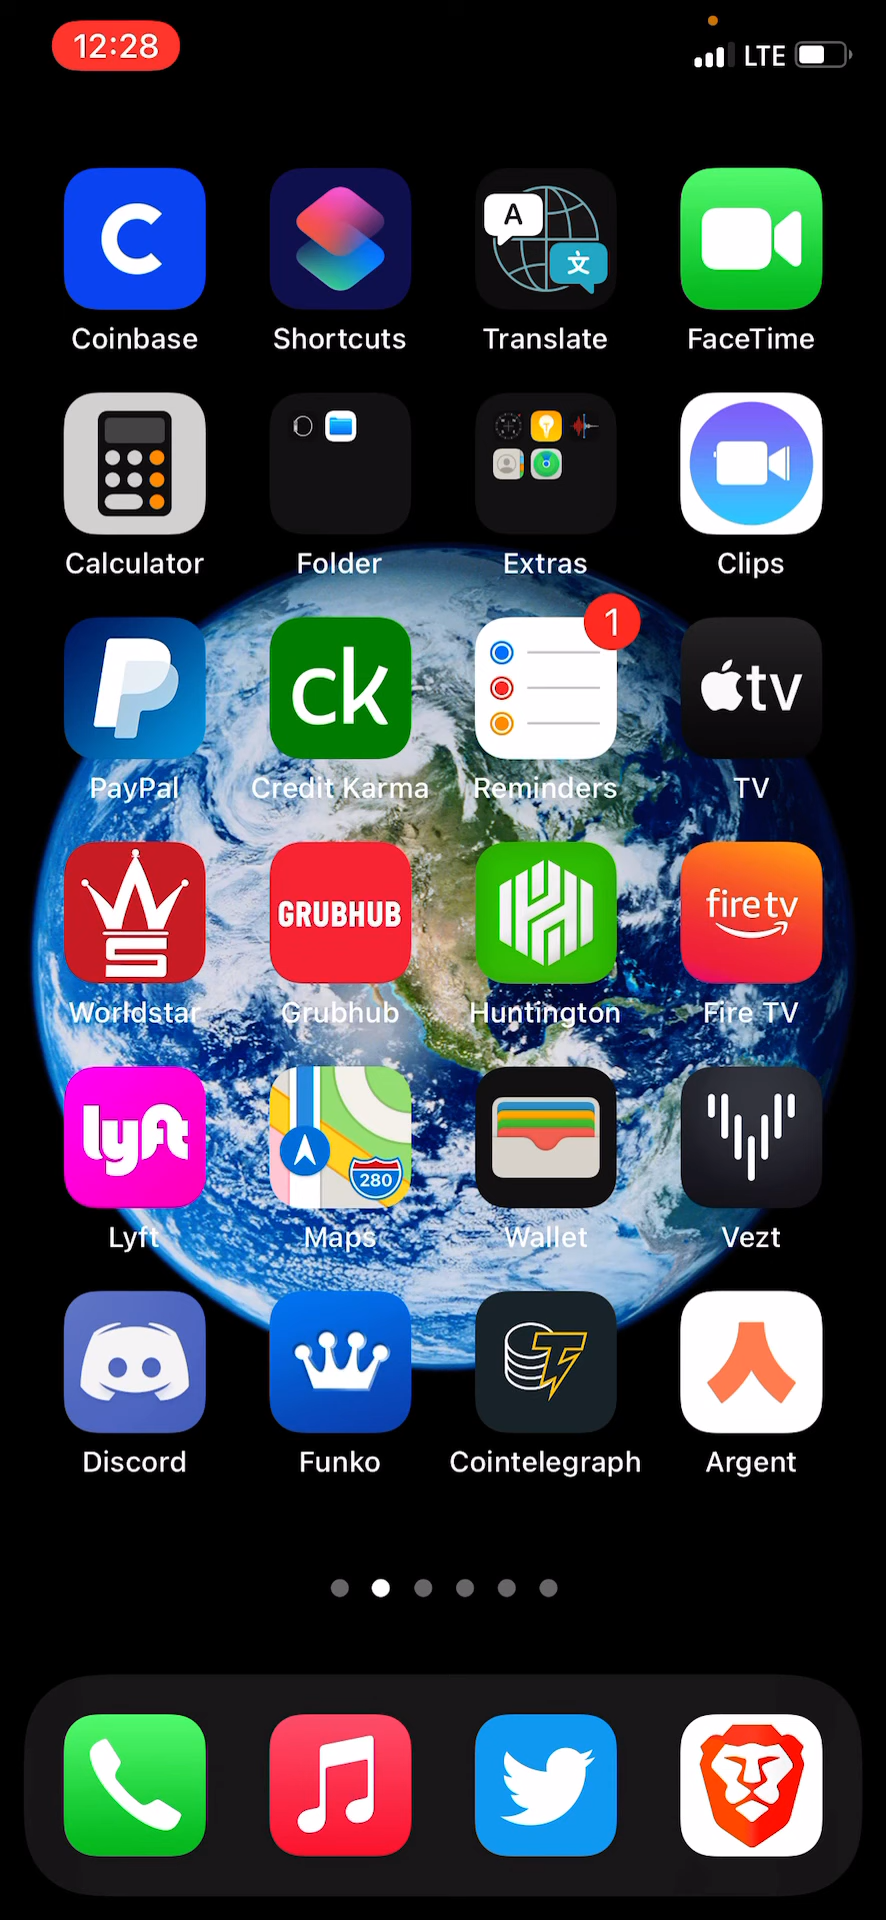 12:28 LTE
Coinbase Shortcuts Translate FaceTime
Calculator Folder Extras Clips
1
PayPal Credit Karma Reminders TV
GRUBHUB firetv
Worldstar Grubhub Huntington Fire TV
lyft 280
Lyft Maps Wallet Vezt
Discord Funko Cointelegraph Argent
A 文
ck tv